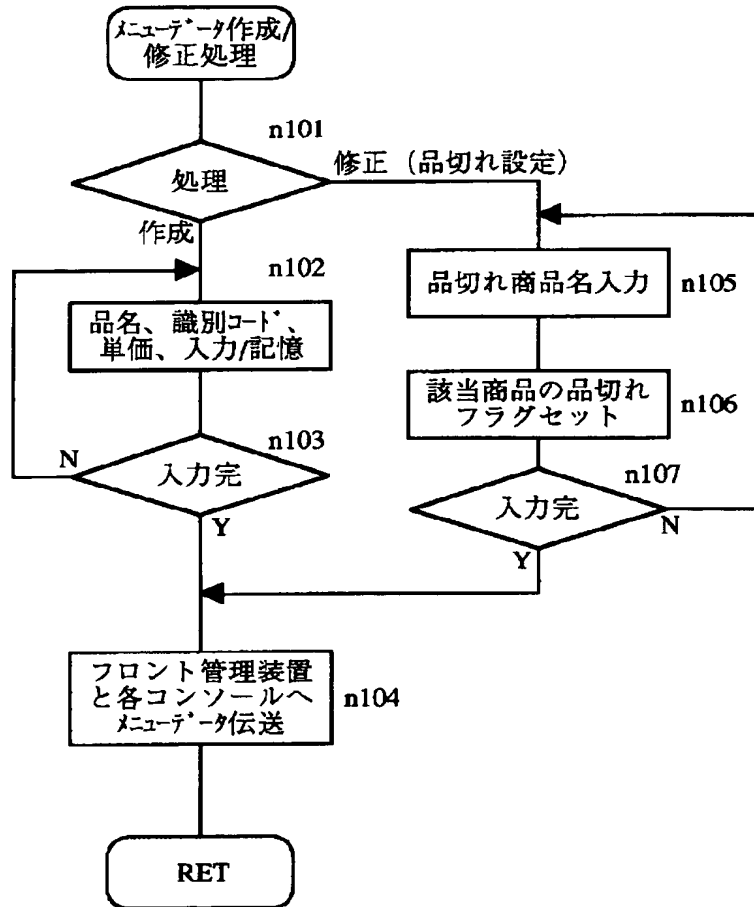 ﾒﾆｭｰﾃﾞｰﾀ作成/
修正処理
n101
処理
修正（品切れ設定）
作成
n102
品名、識別ｺｰﾄﾞ、
単価、入力/記憶
n103
N
入力完
Y
品切れ商品名入力
n105
該当商品の品切れ
フラグセット
n106
n107
入力完
N
Y
フロント管理装置
と各コンソールへ
ﾒﾆｭｰﾃﾞｰﾀ伝送
n104
RET